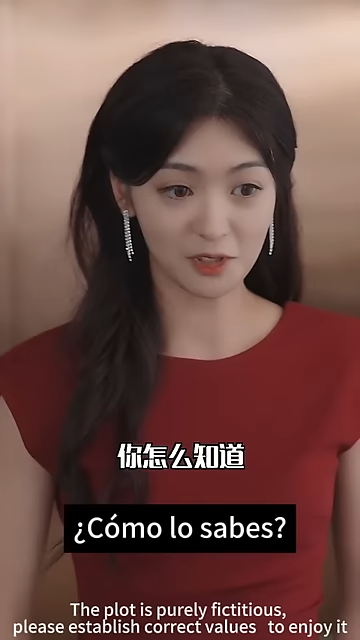 你怎么知道
¿Cómo lo sabes?
The plot is purely fictitious,
please establish correct values to enjoy it